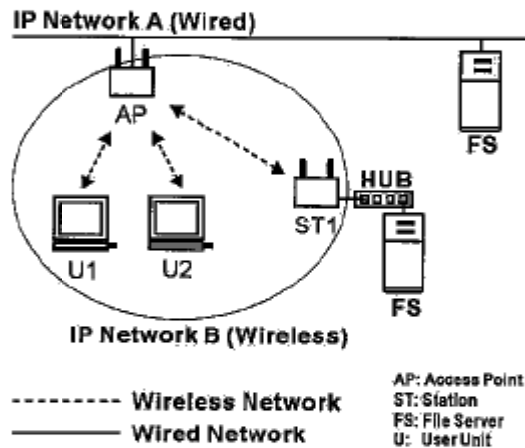 IP Network A (Wired)
AP
FS
U1
U2
ST1
HUB
FS
IP Network B (Wireless)
Wireless Network
Wired Network
AP: Access Point
ST: Station
FS: File Server
U: User Unit